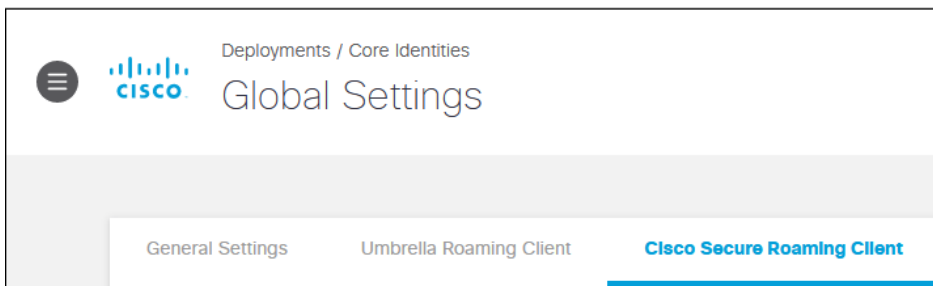 Deployments / Core Identities
CISCO
Global Settings
General Settings Umbrella Roaming Client Cisco Secure Roaming Client